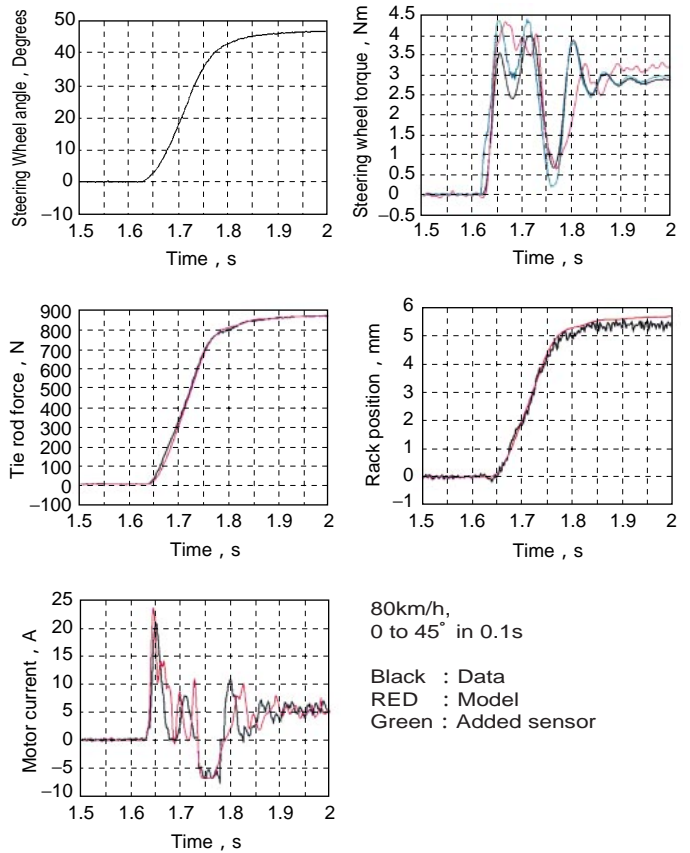 Steering Wheel angle , Degrees
50
40
30
20
10
0
−10
1.5 1.6 1.7 1.8 1.9 2
Time , s
Steering wheel torque , Nm
4.5
4
3.5
3
2.5
2
1.5
1
0.5
0
−0.5
1.5 1.6 1.7 1.8 1.9 2
Time , s
Tie rod force , N
900
800
700
600
500
400
300
200
100
0
−100
1.5 1.6 1.7 1.8 1.9 2
Time , s
Rack position , mm
6
5
4
3
2
1
0
−1
1.5 1.6 1.7 1.8 1.9 2
Time , s
Motor current , A
25
20
15
10
5
0
−5
−10
1.5 1.6 1.7 1.8 1.9 2
Time , s
80km/h,
0 to 45° in 0.1s
Black : Data
RED : Model
Green : Added sensor